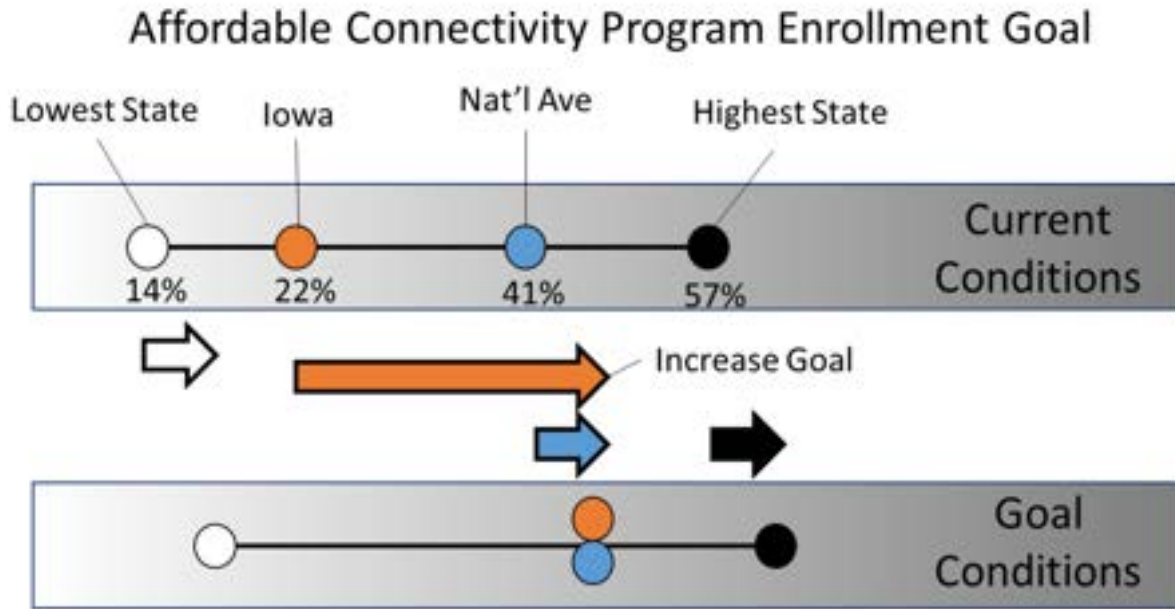 Affordable Connectivity Program Enrollment Goal
Lowest State
Iowa
Nat'l Ave
Highest State
Current
Conditions
14%
22%
41%
57%
Increase Goal
Goal
Conditions